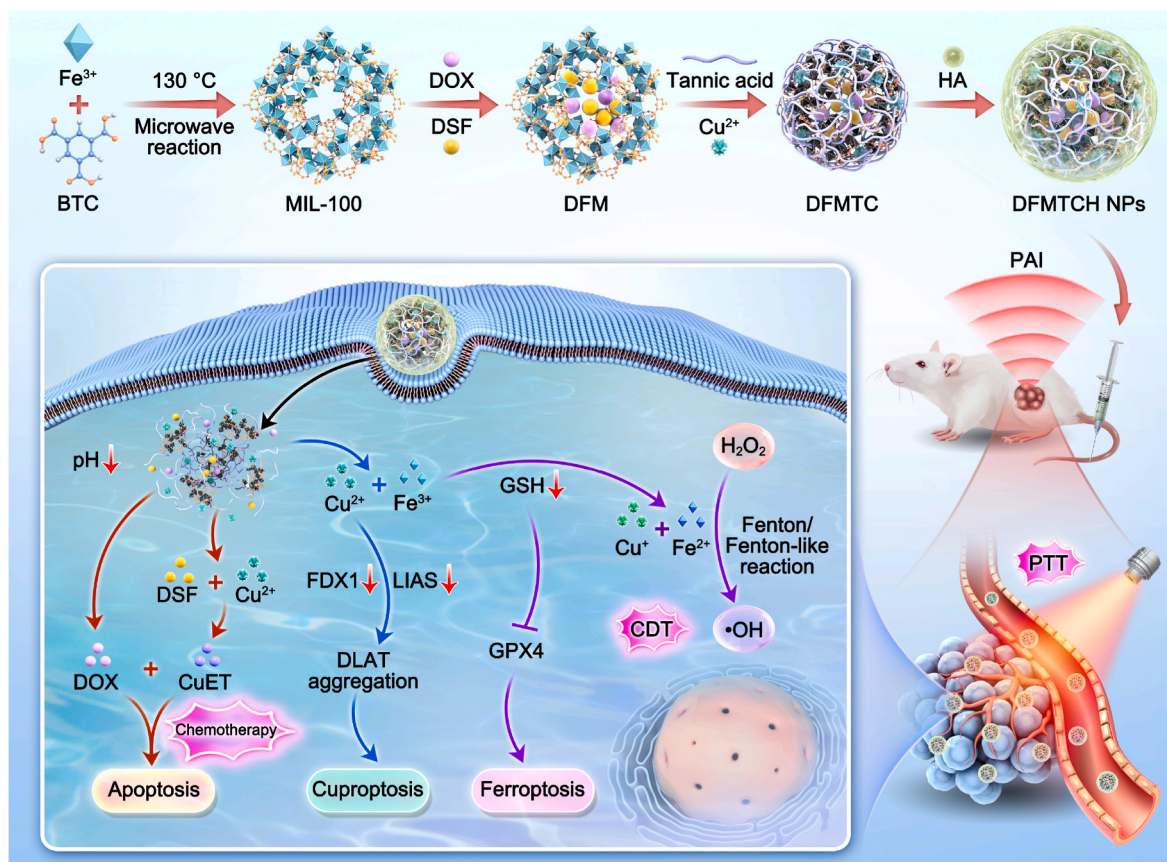 Fe³⁺
+
BTC
130 °C
Microwave
reaction
MIL-100
DOX
DSF
DFM
Tannic acid
Cu²⁺
DFMTC
HA
DFMTCH NPs
PAI
PTT
pH
DSF + Cu²⁺
DOX + CuET
Chemotherapy
Apoptosis
Cu²⁺ + Fe³⁺
FDX1
LIAS
DLAT
aggregation
Cuproptosis
GSH
GPX4
Ferroptosis
H₂O₂
Cu⁺ + Fe²⁺
Fenton/
Fenton-like
reaction
CDT
•OH